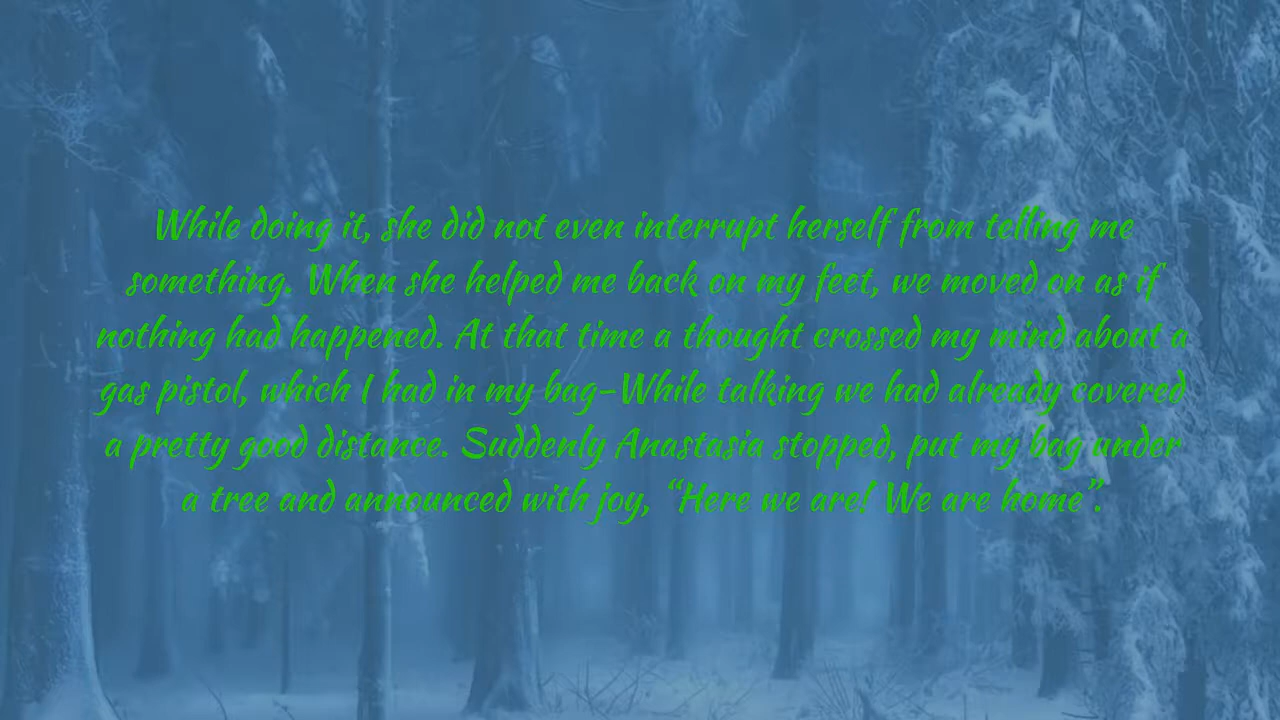 While doing it, she did not even interrupt herself from telling me
something. When she helped me back on my feet, we moved on as if
nothing had happened. At that time a thought crossed my mind about a
gas pistol, which I had in my bag–While talking we had already covered
a pretty good distance. Suddenly Anastasia stopped, put my bag under
a tree and announced with joy, “Here we are! We are home”.